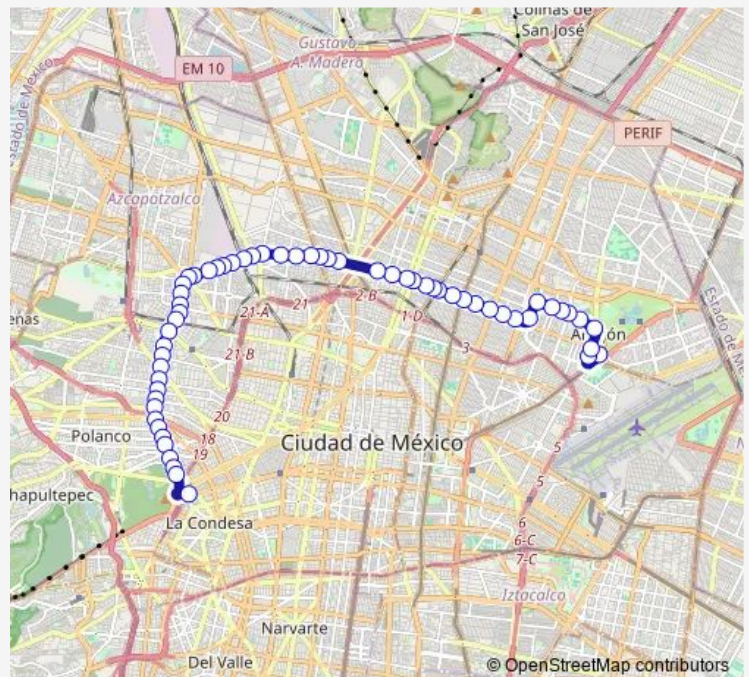 Colinas de
San José
Gustavo
A. Madero
EM 10
Estado de México
PERIF
Azcapotzalco
Estado de
2-B
21
21-A
1-D
enas
21-B
3
20
Polanco
18
Ciudad de México
19
5
hapultepec
5
La Condesa
6
6-C
7-C
Iztacalco
Narvarte
Del Valle
© OpenStreetMap contributors